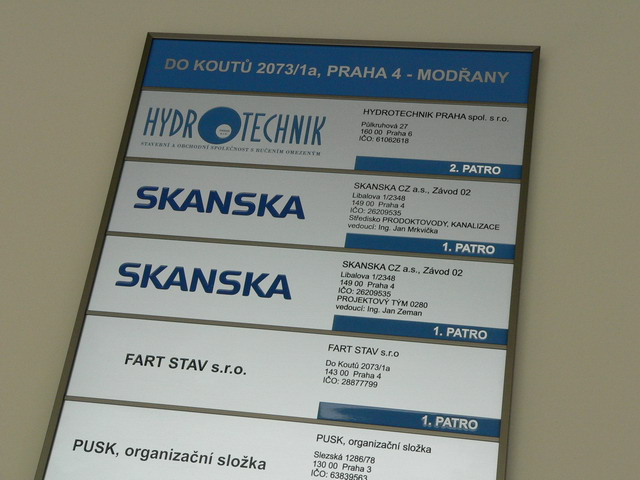 DO KOUTŮ 2073/1a, PRAHA 4 - MODŘANY
HYDROTECHNIK
STAVEBNÍ A OBCHODNÍ SPOLEČNOST S RUČENÍM OMEZENÝM
HYDROTECHNIK PRAHA spol. s r.o.
Půlkruhová 27
160 00 Praha 6
IČO: 61062618
2. PATRO
SKANSKA
SKANSKA CZ a.s., Závod 02
Libalova 1/2348
149 00 Praha 4
IČO: 26209535
Středisko PRODOKTOVODY, KANALIZACE
vedoucí: Ing. Jan Mrkvička
1. PATRO
SKANSKA
SKANSKA CZ a.s., Závod 02
Libalova 1/2348
149 00 Praha 4
IČO: 26209535
PROJEKTOVÝ TÝM 0280
vedoucí: Ing. Jan Zeman
1. PATRO
FART STAV s.r.o.
FART STAV s.r.o
Do Koutů 2073/1a
143 00 Praha 4
IČO: 28877799
1. PATRO
PUSK, organizační složka
PUSK, organizační složka
Slezská 1286/78
130 00 Praha 3
IČO: 63839563